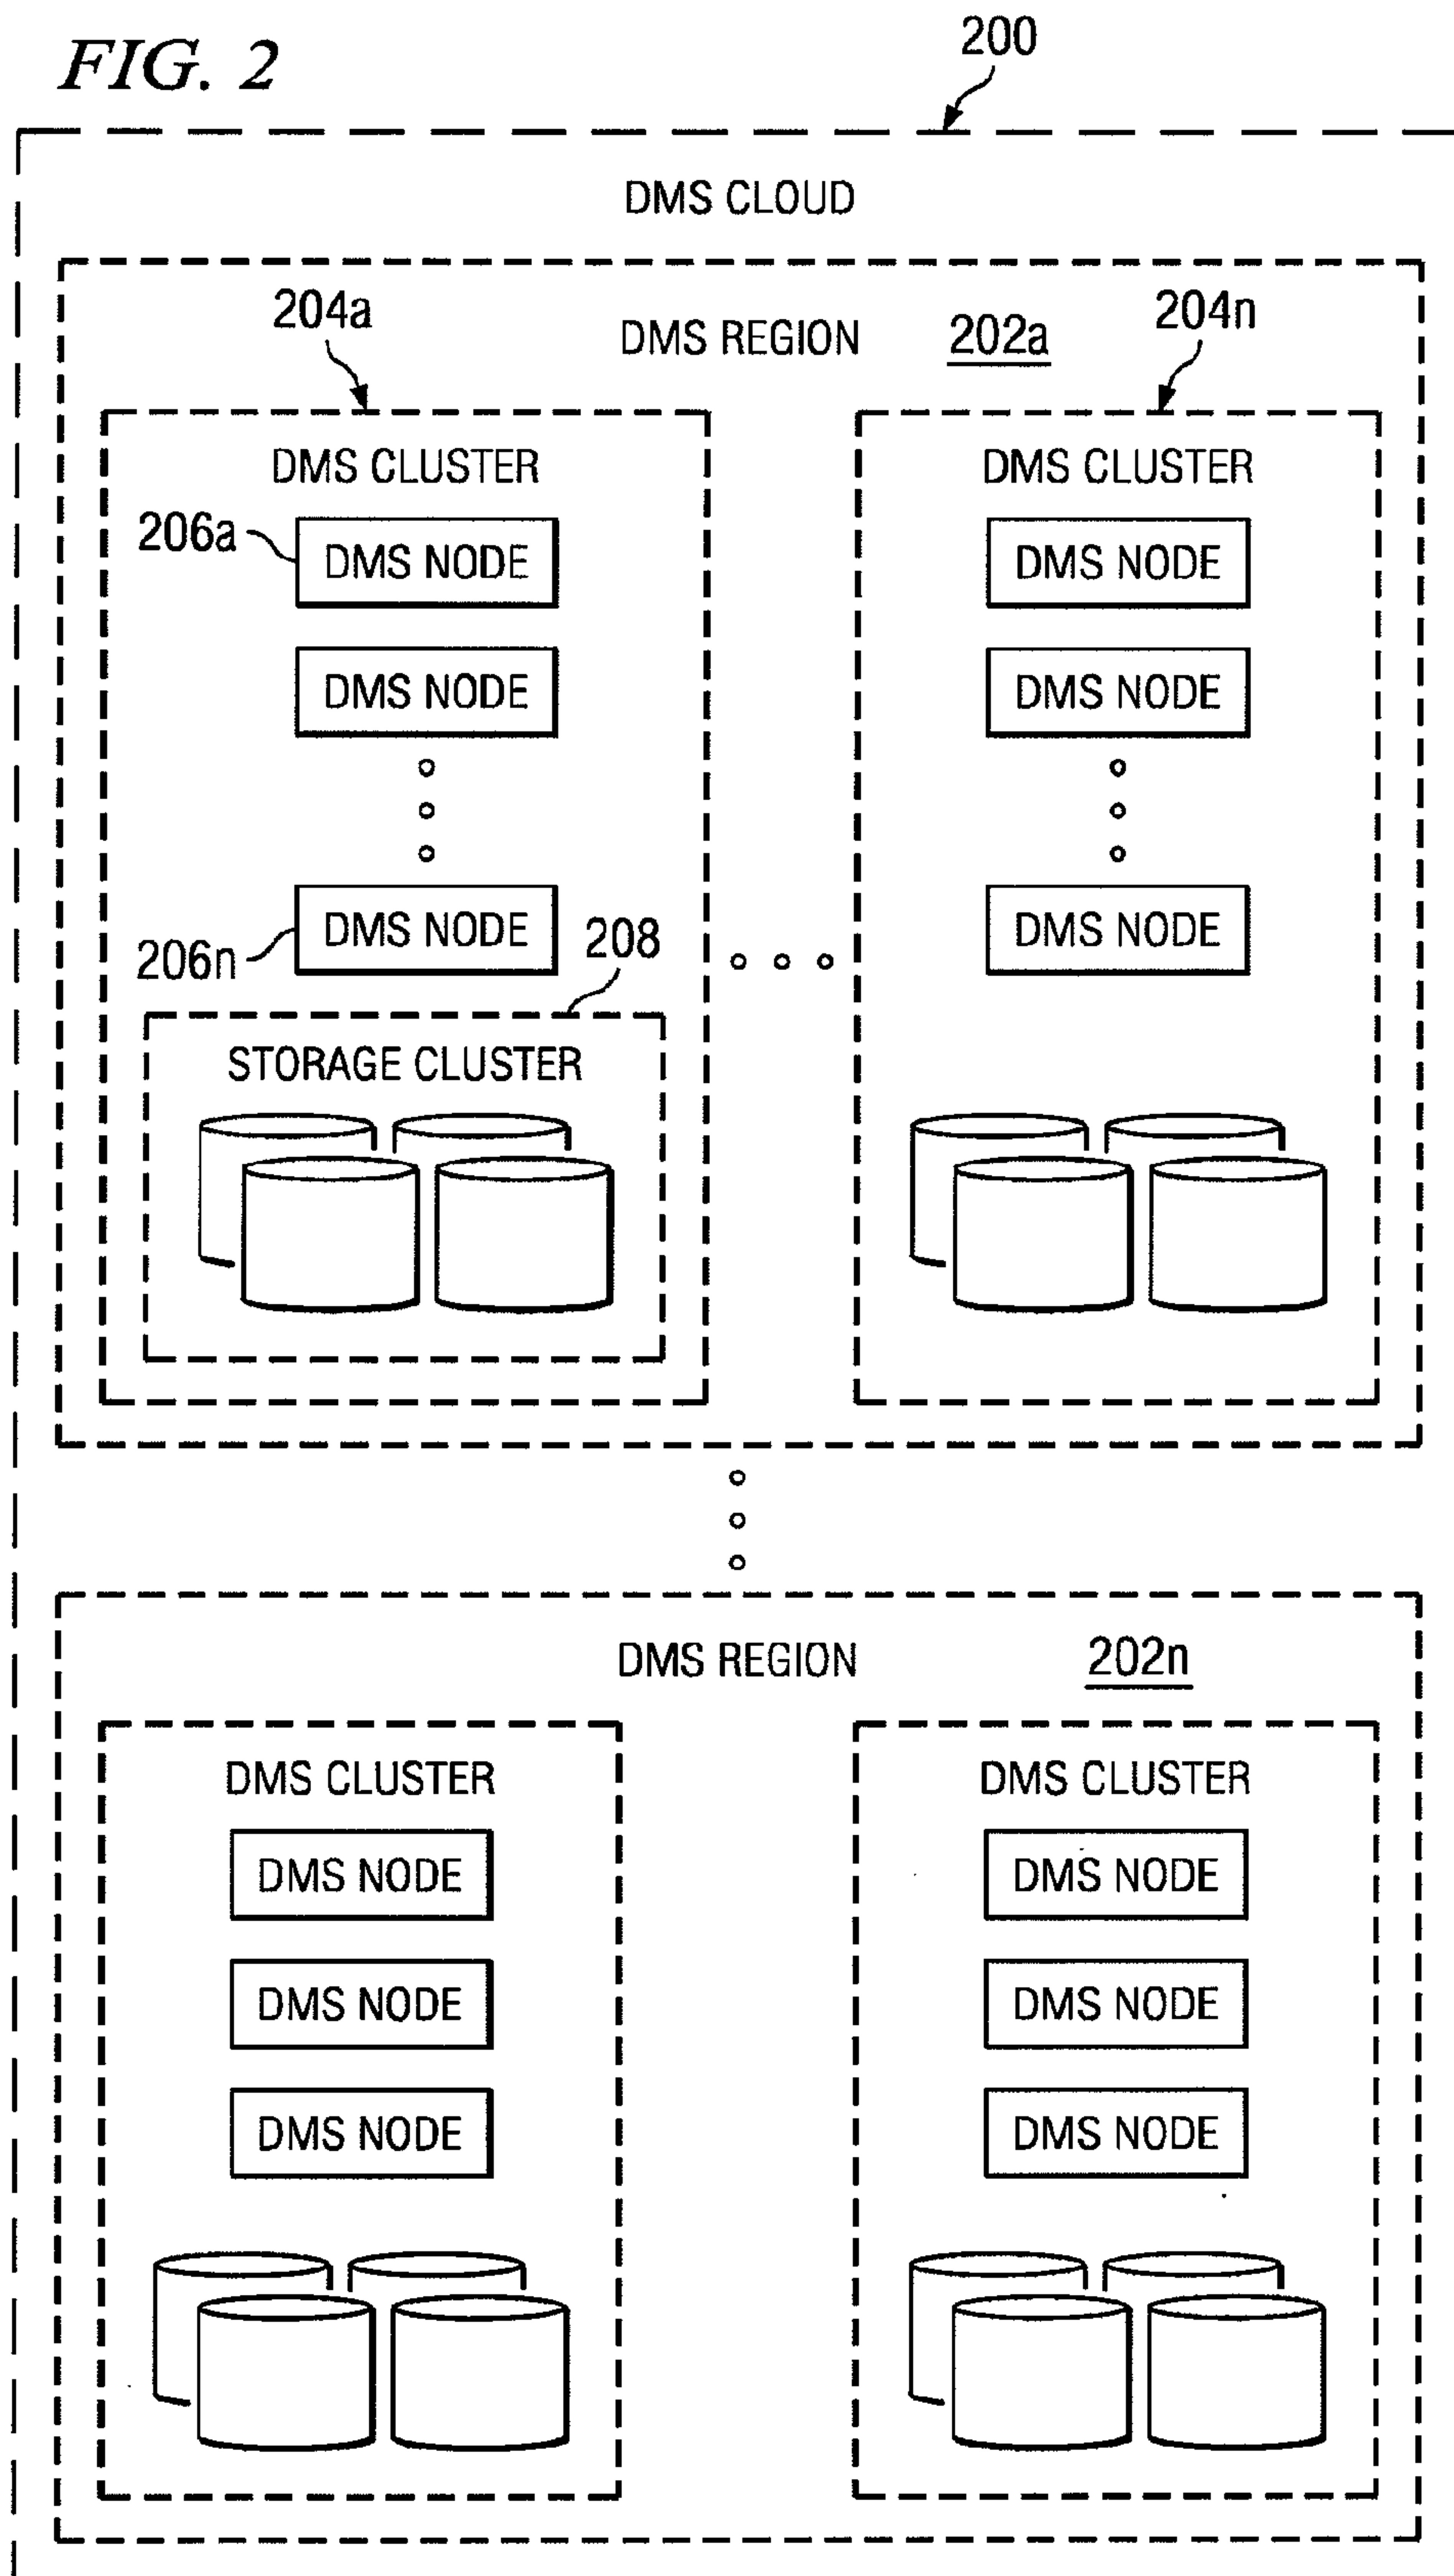 FIG. 2
200
DMS CLOUD
204a
DMS REGION 202a
204n
DMS CLUSTER
206a
DMS NODE
DMS NODE
206n
DMS NODE
208
STORAGE CLUSTER
DMS CLUSTER
DMS NODE
DMS NODE
DMS NODE
DMS REGION 202n
DMS CLUSTER
DMS NODE
DMS NODE
DMS NODE
DMS CLUSTER
DMS NODE
DMS NODE
DMS NODE